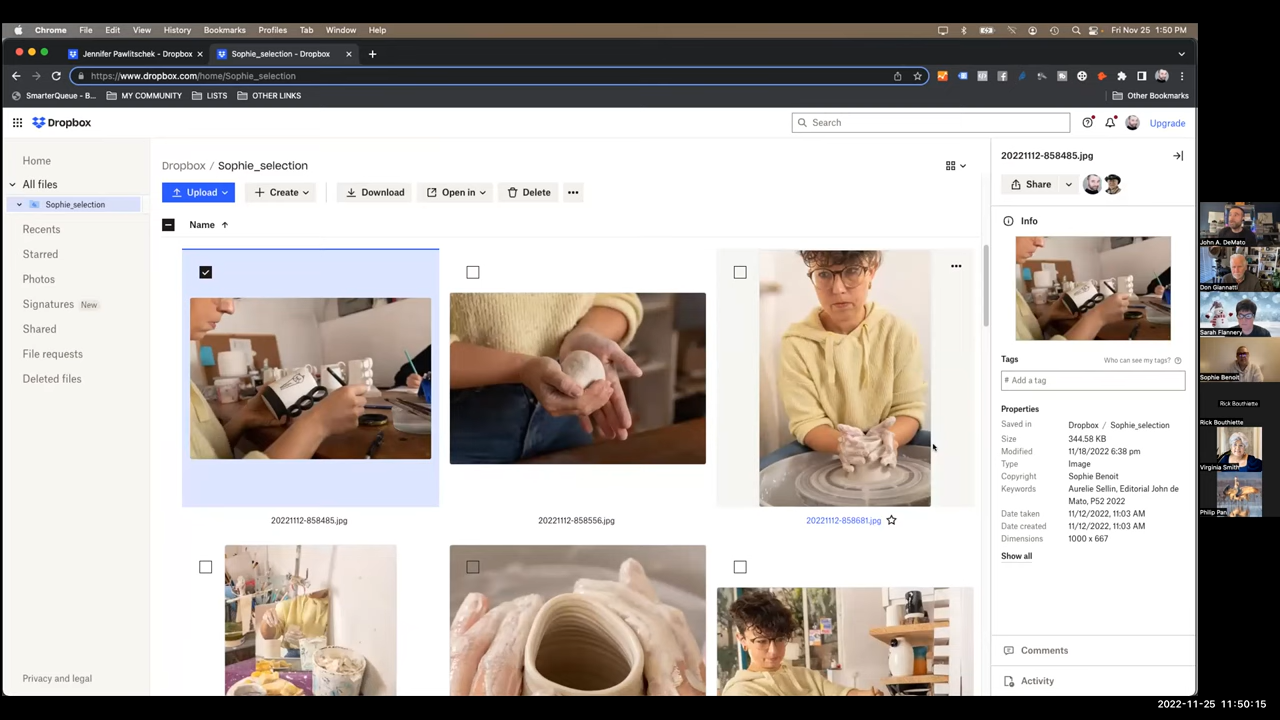 Chrome File Edit View History Bookmarks Profiles Tab Window Help
Fri Nov 25 1:50 PM
Jennifer Pawlitschek - Dropbox
Sophie_selection - Dropbox
https://www.dropbox.com/home/Sophie_selection
SmarterQueue - B...
MY COMMUNITY
LISTS
OTHER LINKS
Other Bookmarks
Dropbox
Search
Upgrade
Home
All files
Sophie_selection
Recents
Starred
Photos
Signatures New
Shared
File requests
Deleted files
Privacy and legal
Dropbox / Sophie_selection
Upload
Create
Download
Open in
Delete
Name
20221112-858485.jpg
20221112-858556.jpg
20221112-858681.jpg
20221112-858485.jpg
Share
Info
Tags
Who can see my tags?
# Add a tag
Properties
Saved in Dropbox / Sophie_selection
Size 344.58 KB
Modified 11/18/2022 6:38 pm
Type Image
Copyright Sophie Benoit
Keywords Aurelie Sellin, Editorial John de
Mato, P52 2022
Date taken 11/12/2022, 11:03 AM
Date created 11/12/2022, 11:03 AM
Dimensions 1000 x 667
Show all
Comments
Activity
John A. DeMato
Don Giannatti
Sarah Flannery
Sophie Benoit
Rick Bouthiette
Rick Bouthiette
Virginia Smith
Philip Pan
2022-11-25 11:50:15